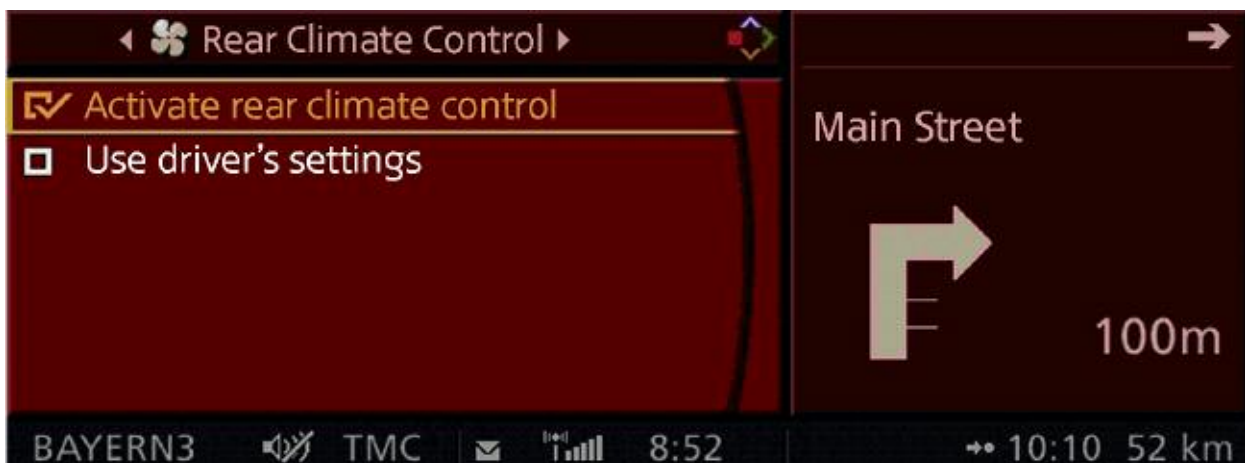 Rear Climate Control
Activate rear climate control
Use driver's settings
Main Street
100m
BAYERN3 TMC 8:52 10:10 52 km